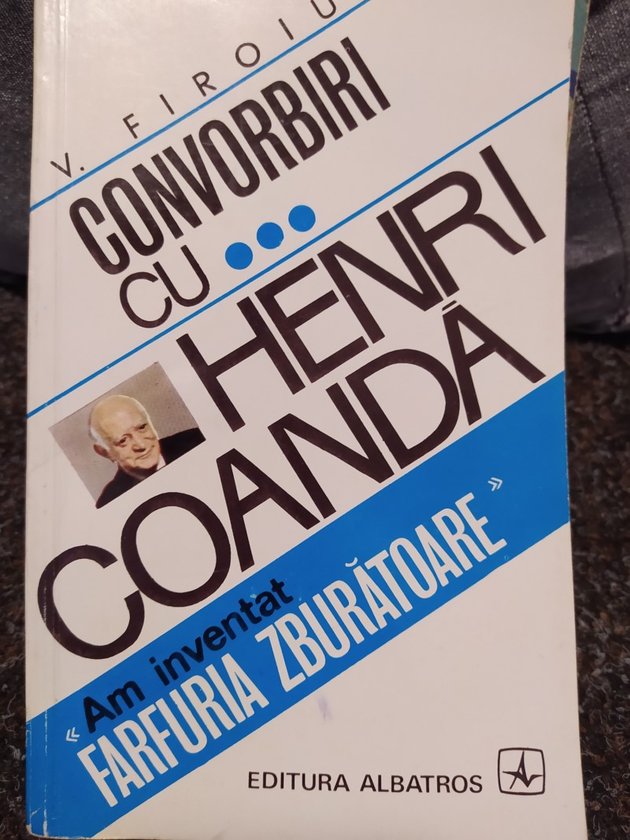 V. FIROIU
CONVORBIRI
CU...
HENRI
COANDĂ
« Am inventat
FARFURIA ZBURĂTOARE »
EDITURA ALBATROS